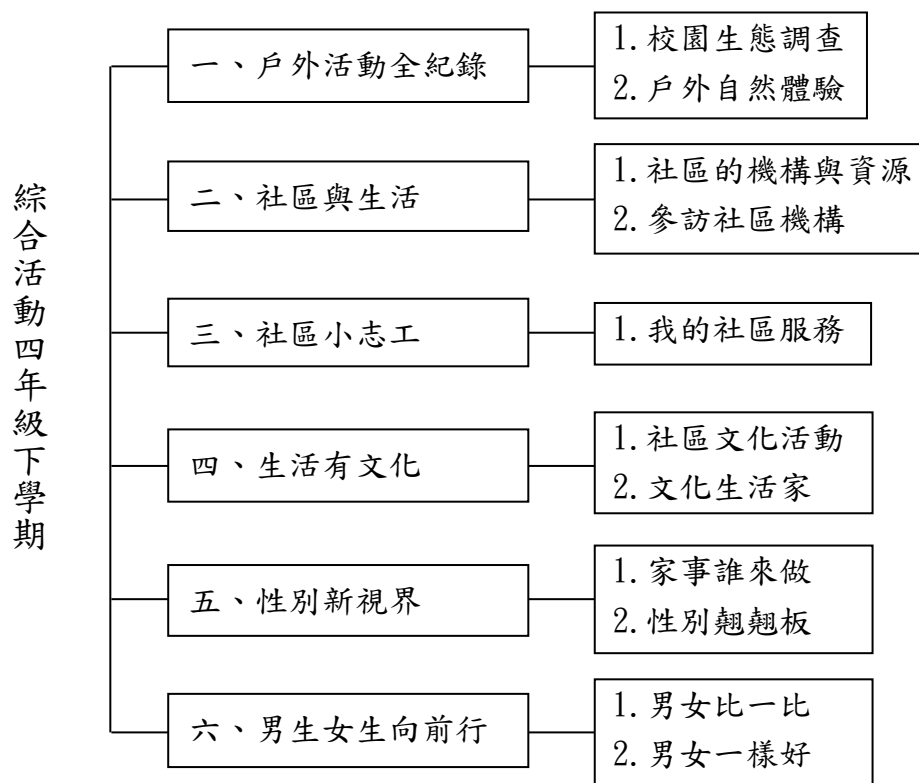 綜合活動四年級下學期
一、戶外活動全紀錄
1.校園生態調查
2.戶外自然體驗
二、社區與生活
1.社區的機構與資源
2.參訪社區機構
三、社區小志工
1.我的社區服務
四、生活有文化
1.社區文化活動
2.文化生活家
五、性別新視界
1.家事誰來做
2.性別翹翹板
六、男生女生向前行
1.男女比一比
2.男女一樣好